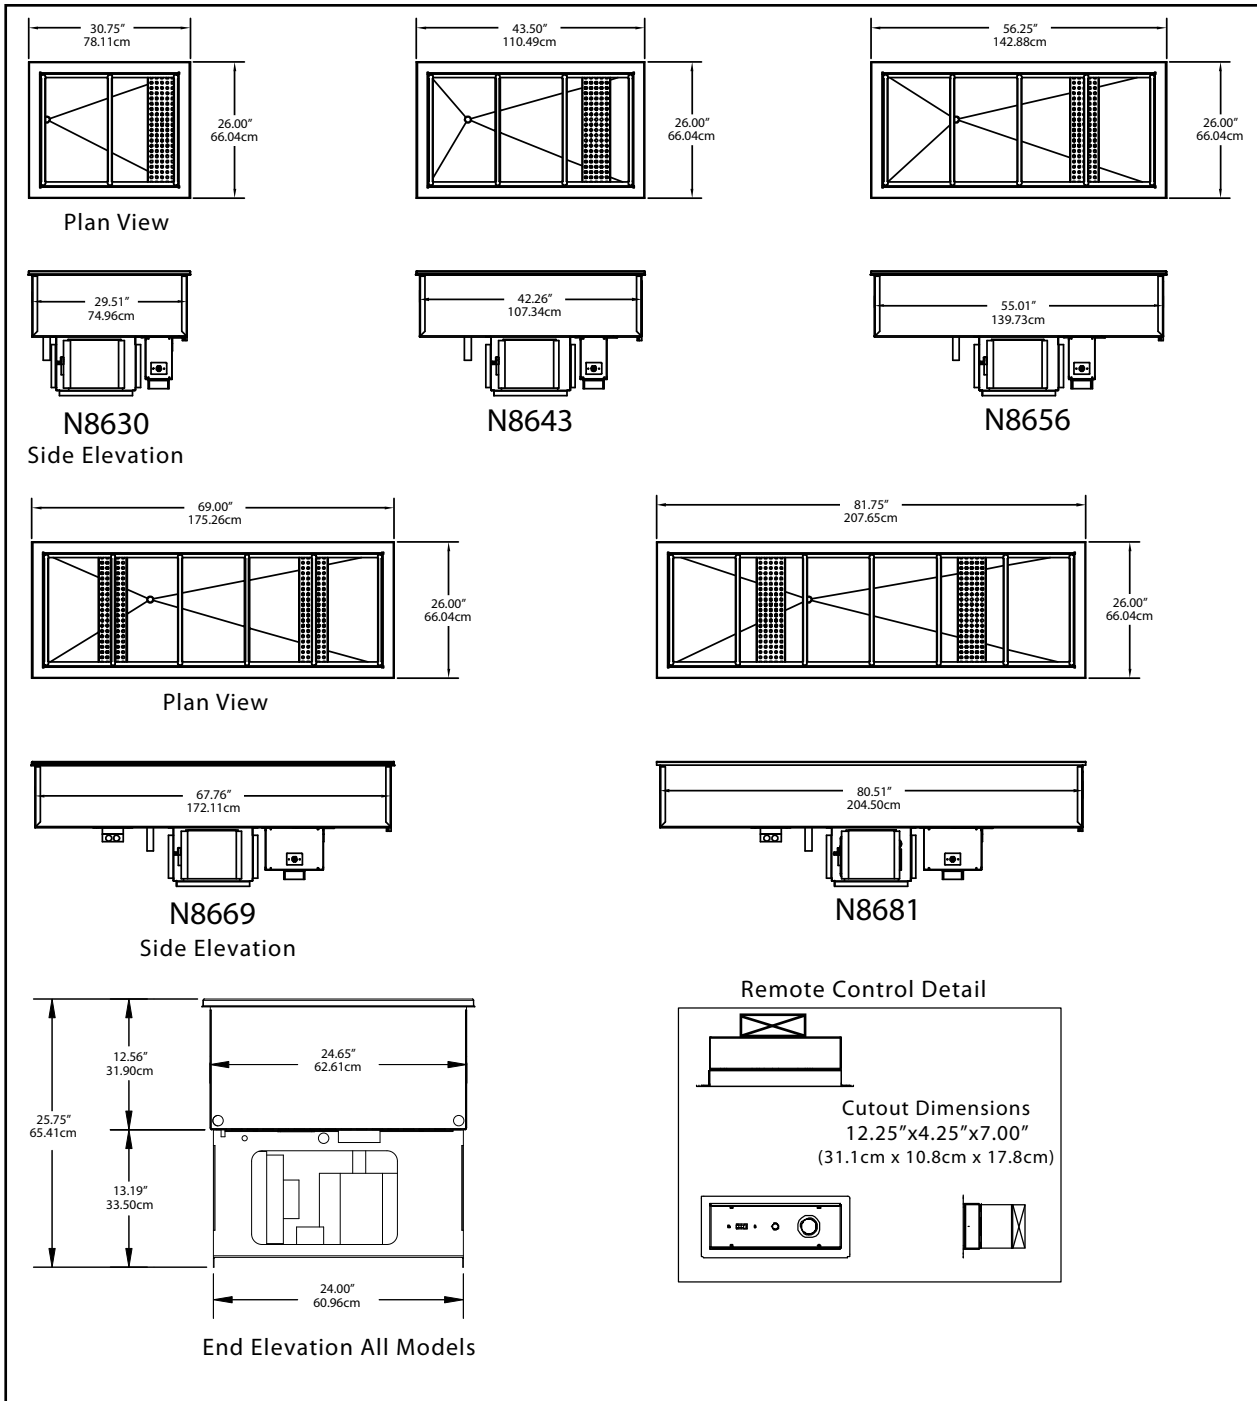 30.75”
78.11cm
43.50”
110.49cm
56.25”
142.88cm
26.00”
66.04cm
26.00”
66.04cm
26.00”
66.04cm
Plan View
29.51”
74.96cm
42.26”
107.34cm
55.01”
139.73cm
N8630
N8643
N8656
Side Elevation
69.00”
175.26cm
81.75”
207.65cm
26.00”
66.04cm
26.00”
66.04cm
Plan View
67.76”
172.11cm
80.51”
204.50cm
N8669
N8681
Side Elevation
Remote Control Detail
12.56”
31.90cm
24.65”
62.61cm
25.75”
65.41cm
13.19”
33.50cm
24.00”
60.96cm
Cutout Dimensions
12.25”x4.25”x7.00”
(31.1cm x 10.8cm x 17.8cm)
End Elevation All Models